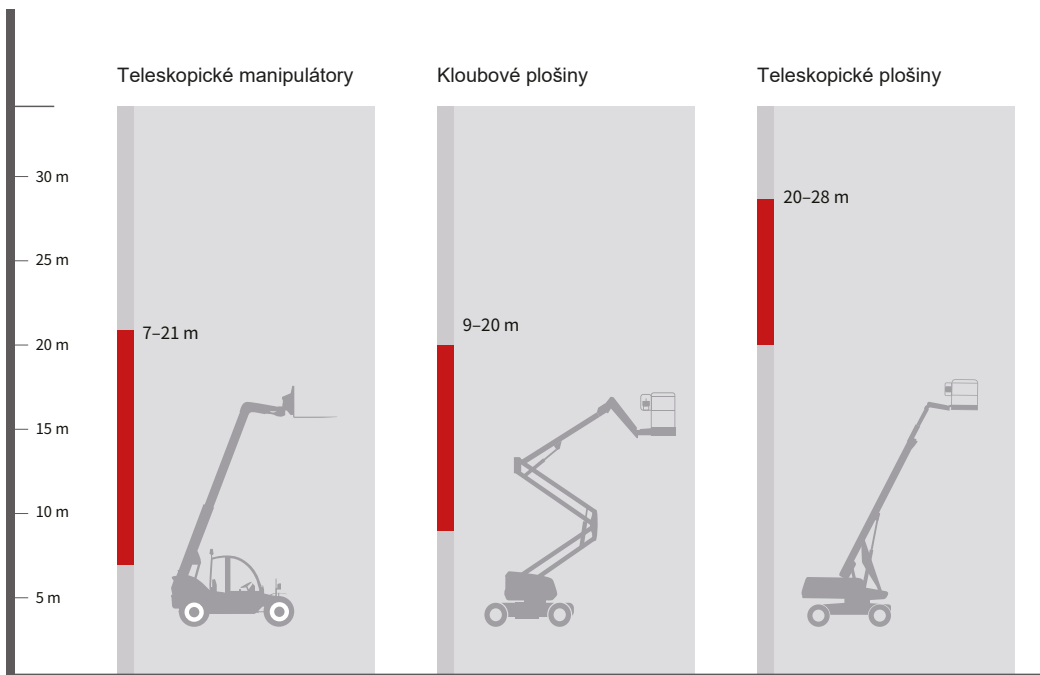 Teleskopické manipulátory
Kloubové plošiny
Teleskopické plošiny
30 m
25 m
20 m
15 m
10 m
5 m
7–21 m
9–20 m
20–28 m